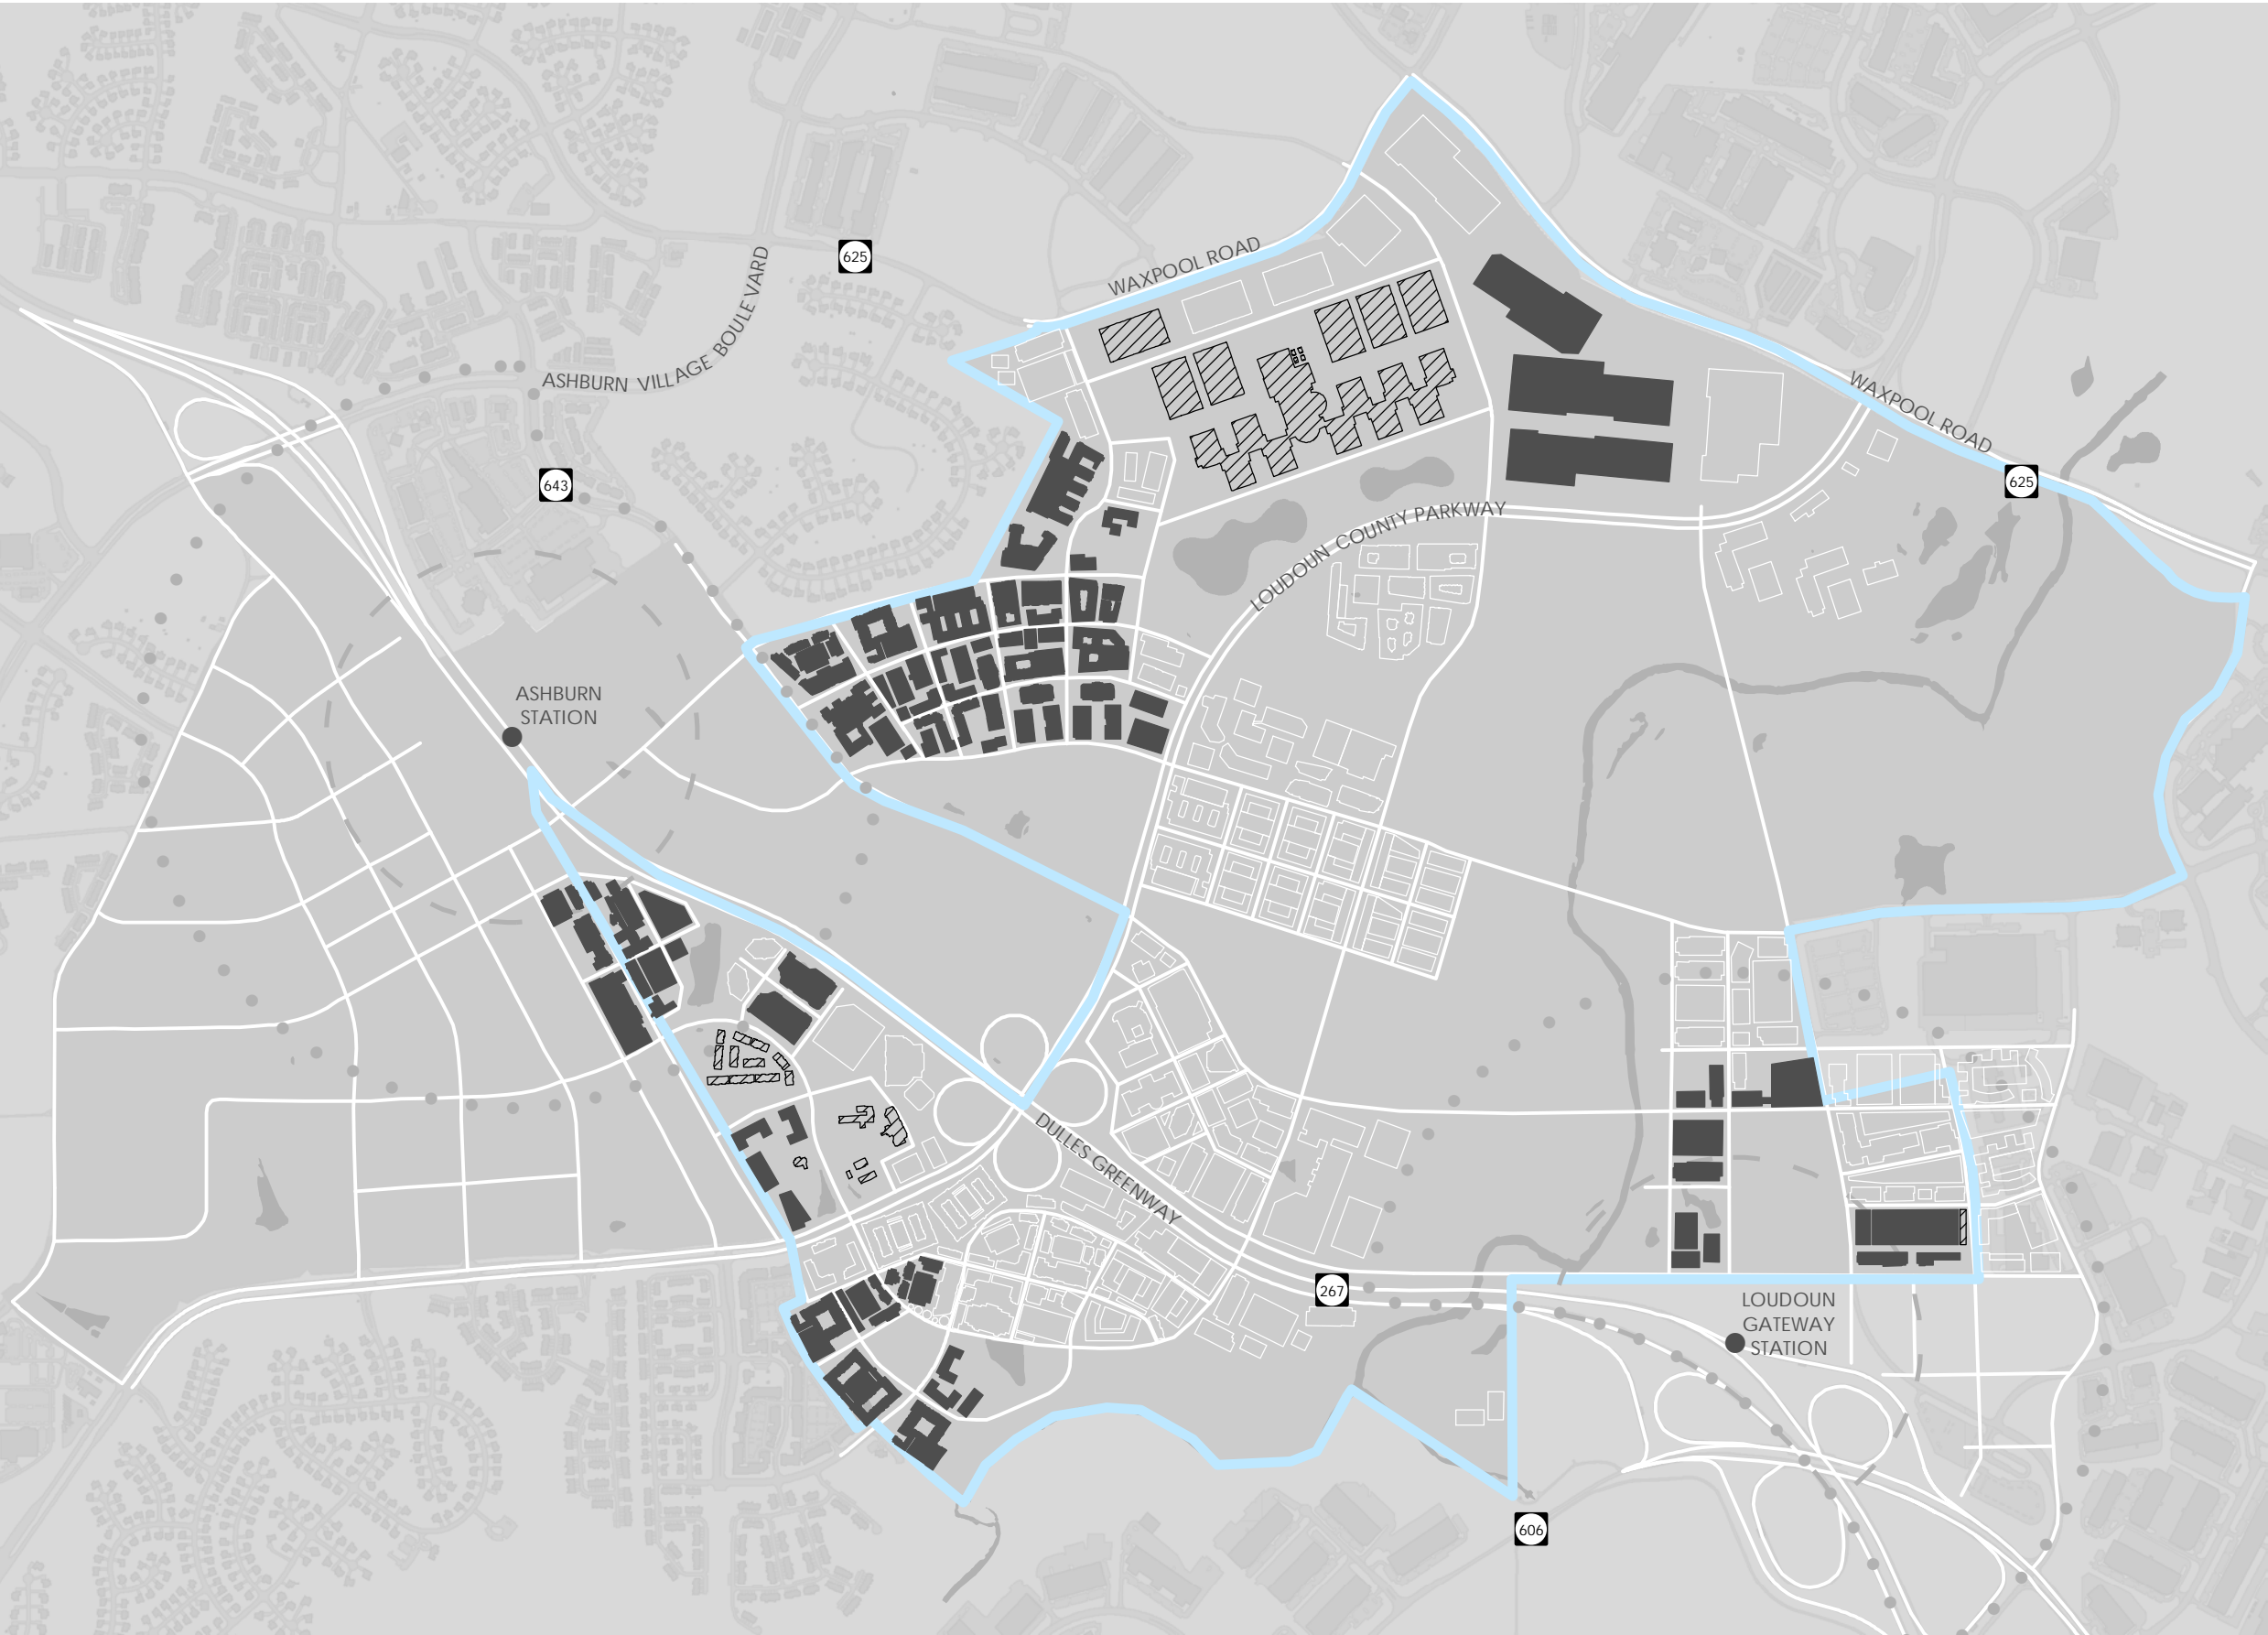 625
WAXPOOL ROAD
ASHBURN VILLAGE BOULEVARD
WAXPOOL ROAD
643
625
LOUDOUN COUNTY PARKWAY
ASHBURN
STATION
DULLES GREENWAY
267
LOUDOUN
GATEWAY
STATION
606